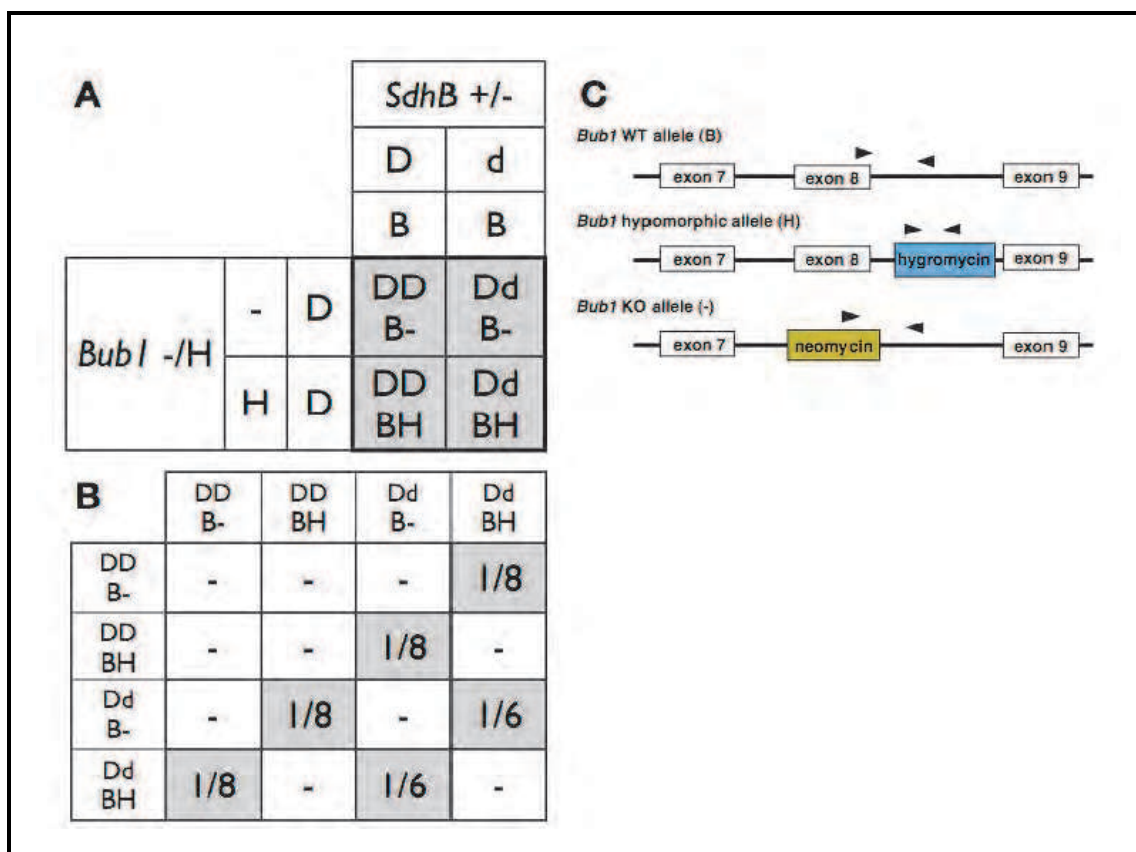 A
SdhB +/-
D d
B B
Bub1 -/H
- D DD Dd
B- B-
H D DD Dd
BH BH
B
DD DD Dd Dd
B- BH B- BH
DD
B- - - - 1/8
DD
BH - - 1/8 -
Dd
B- - 1/8 - 1/6
Dd
BH 1/8 - 1/6 -
C
Bub1 WT allele (B)
exon 7 exon 8 exon 9
Bub1 hypomorphic allele (H)
exon 7 exon 8 hygromycin exon 9
Bub1 KO allele (-)
exon 7 neomycin exon 9